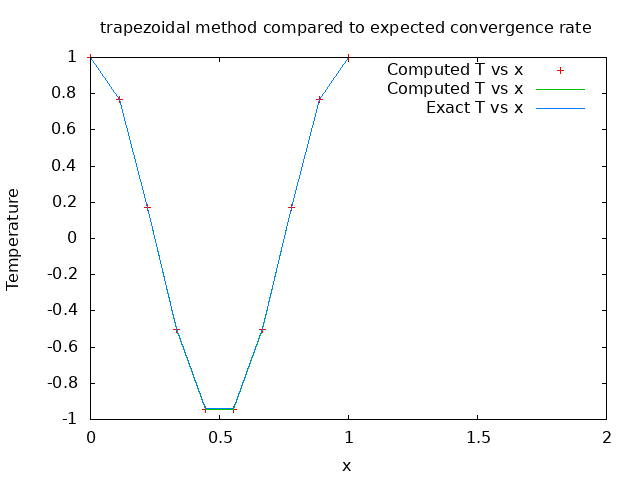 trapezoidal method compared to expected convergence rate
Computed T vs x
Computed T vs x
Exact T vs x
1
0.8
0.6
0.4
0.2
0
-0.2
-0.4
-0.6
-0.8
-1
Temperature
0 0.5 1 1.5 2
x